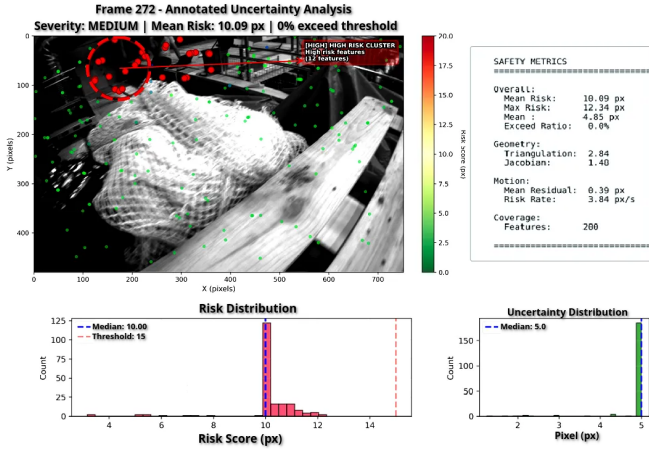 Frame 272 - Annotated Uncertainty Analysis
Severity: MEDIUM | Mean Risk: 10.09 px | 0% exceed threshold
[HIGH] HIGH RISK CLUSTER
High risk features
(12 features)
0
100
200
300
400
Y (pixels)
0
100
200
300
400
500
600
700
X (pixels)
20.0
17.5
15.0
12.5
10.0
7.5
5.0
2.5
0.0
Risk Score (px)
SAFETY METRICS
Overall:
Mean Risk: 10.09 px
Max Risk: 12.34 px
Mean : 4.85 px
Exceed Ratio: 0.0%
Geometry:
Triangulation: 2.84
Jacobian: 1.40
Motion:
Mean Residual: 0.39 px
Risk Rate: 3.84 px/s
Coverage:
Features: 200
Risk Distribution
Median: 10.00
Threshold: 15
125
100
75
50
25
0
Count
4
6
8
10
12
14
Risk Score (px)
Uncertainty Distribution
Median: 5.0
150
100
50
0
Count
2
3
4
5
Pixel (px)